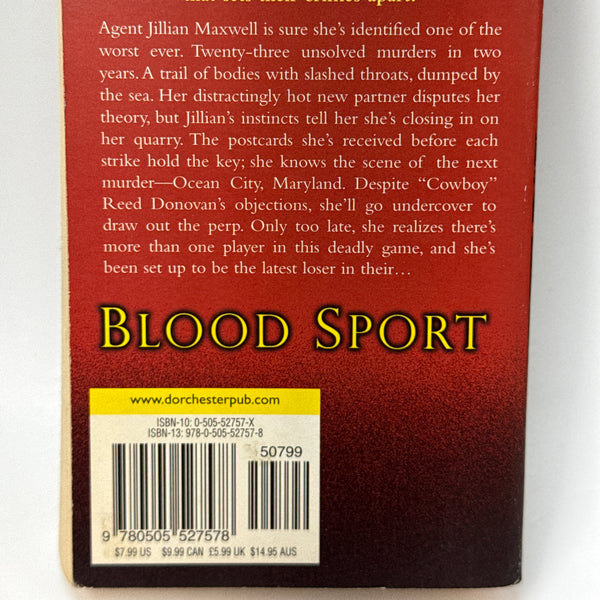 that sets their crimes apart.
Agent Jillian Maxwell is sure she's identified one of the
worst ever. Twenty-three unsolved murders in two
years. A trail of bodies with slashed throats, dumped by
the sea. Her distractingly hot new partner disputes her
theory, but Jillian's instincts tell her she's closing in on
her quarry. The postcards she's received before each
strike hold the key; she knows the scene of the next
murder—Ocean City, Maryland. Despite “Cowboy”
Reed Donovan's objections, she'll go undercover to
draw out the perp. Only too late, she realizes there's
more than one player in this deadly game, and she's
been set up to be the latest loser in their…
BLOOD SPORT
www.dorchesterpub.com
ISBN-10: 0-505-52757-X
ISBN-13: 978-0-505-52757-8
50799
9 780505 527578
$7.99 US $9.99 CAN £5.99 UK $14.95 AUS